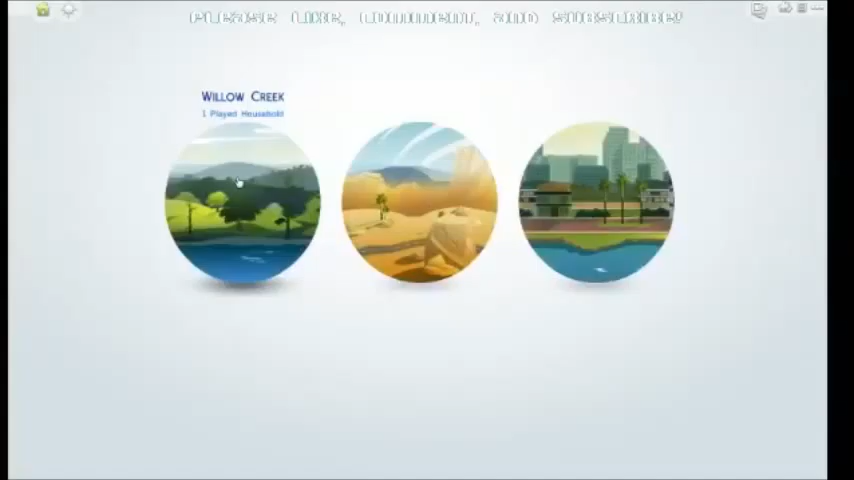 PLEASE LIKE, COMMENT, AND SUBSCRIBE!
WILLOW CREEK
1 Played Household